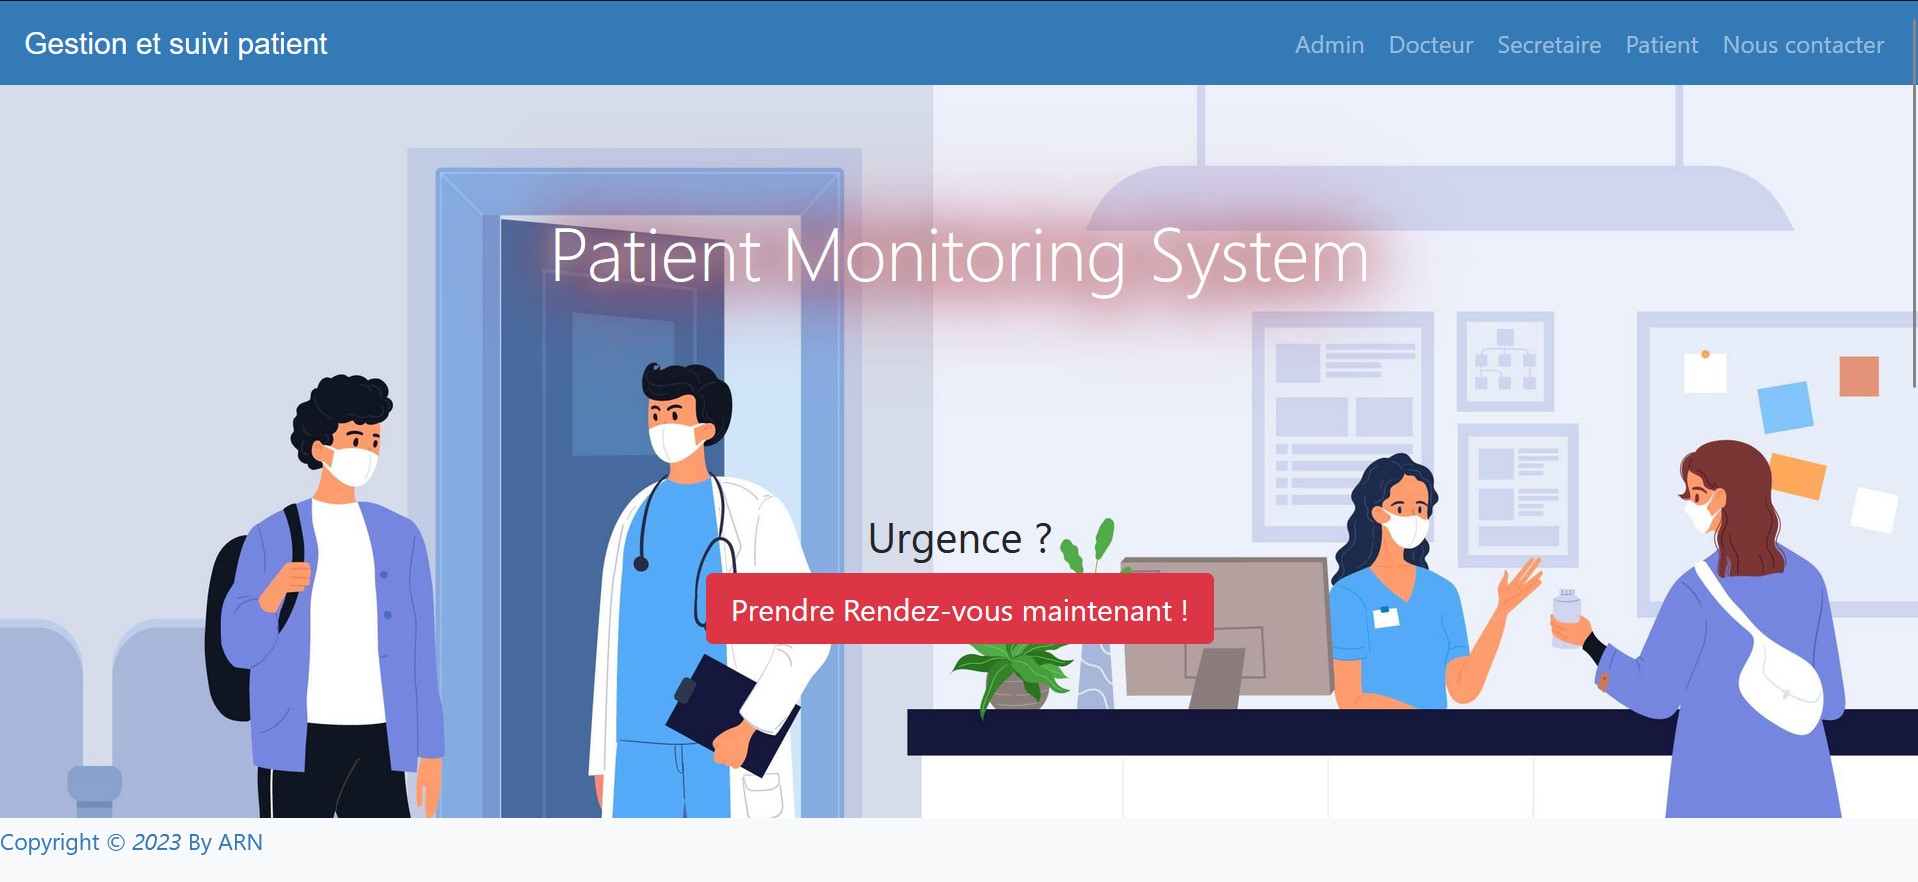 Gestion et suivi patient
Admin Docteur Secretaire Patient Nous contacter
Patient Monitoring System
Urgence ?
Prendre Rendez-vous maintenant !
Copyright © 2023 By ARN